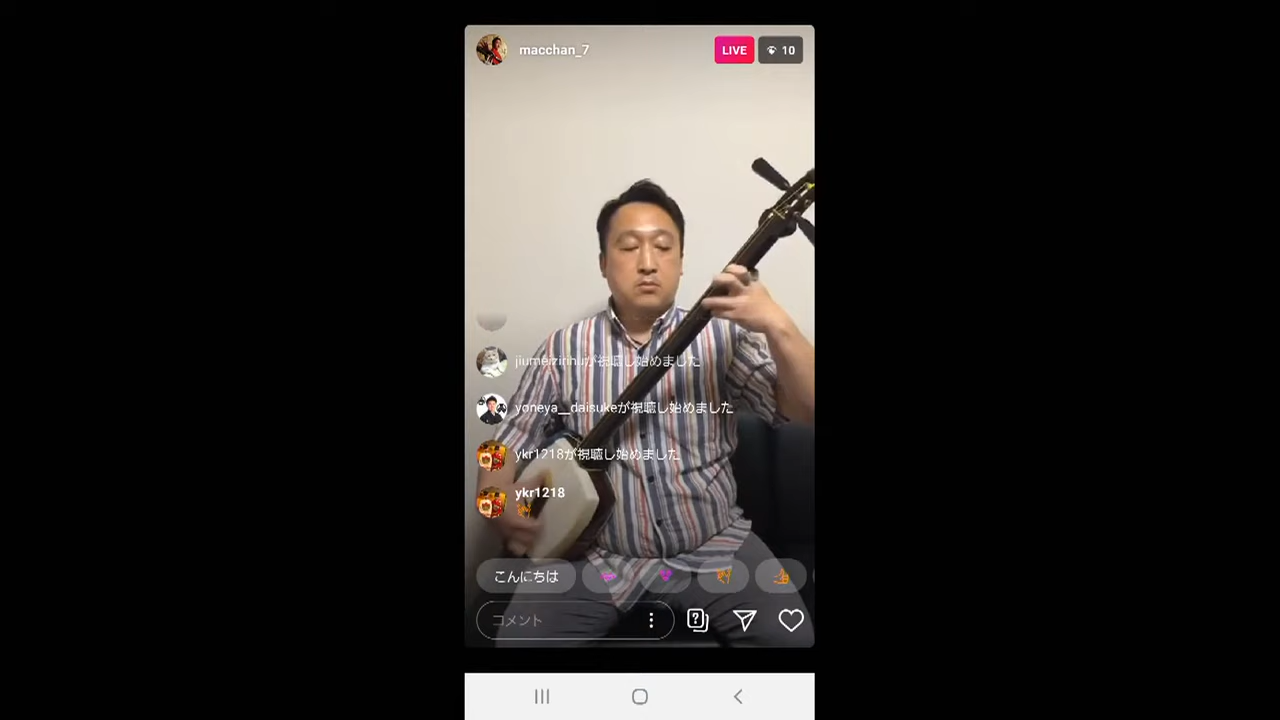 macchan_7
LIVE
10
jiumeizirihuiが視聴し始めました
yoneya__daisukeが視聴し始めました
ykr1218が視聴し始めました
ykr1218
こんにちは
コメント